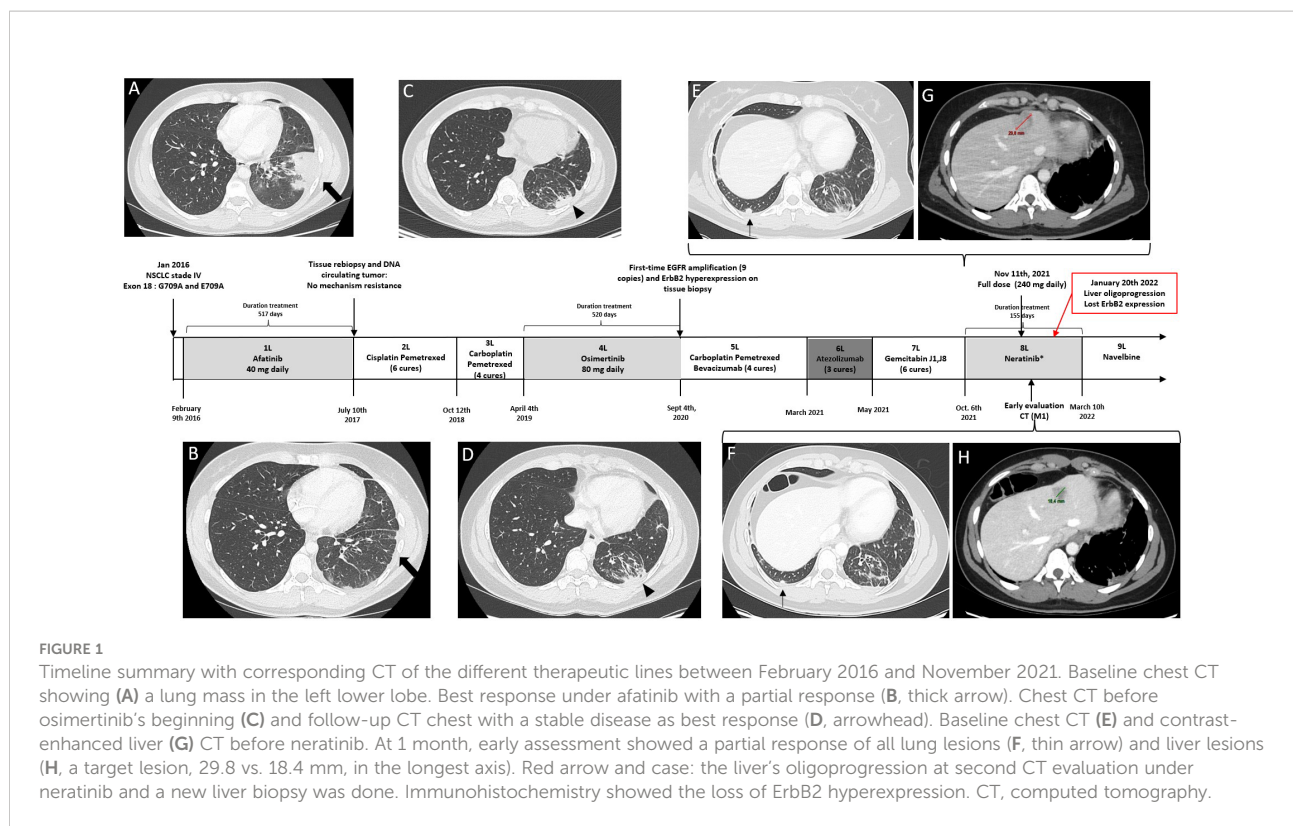 A
C
E
G
29.8 mm
Jan 2016
NSCLC stade IV
Exon 18 : G709A and E709A
Tissue rebiopsy and DNA
circulating tumor:
No mechanism resistance
First-time EGFR amplification (9
copies) and ErbB2 hyperexpression on
tissue biopsy
Nov 11th, 2021
Full dose (240 mg daily)
January 20th 2022
Liver oligoprogression
Lost ErbB2 expression
Duration treatment
517 days
Duration treatment
520 days
Duration treatment
155 days
1L
Afatinib
40 mg daily
2L
Cisplatin Pemetrexed
(6 cures)
3L
Carboplatin
Pemetrexed
(4 cures)
4L
Osimertinib
80 mg daily
5L
Carboplatin Pemetrexed
Bevacizumab (4 cures)
6L
Atezolizumab
(3 cures)
7L
Gemcitabin J1,J8
(6 cures)
8L
Neratinib*
9L
Navelbine
February
9th 2016
July 10th
2017
Oct 12th
2018
April 4th
2019
Sept 4th,
2020
March 2021
May 2021
Oct. 6th
2021
Early evaluation
CT (M1)
March 10h
2022
B
D
F
H
18.4 mm
FIGURE 1
Timeline summary with corresponding CT of the different therapeutic lines between February 2016 and November 2021. Baseline chest CT
showing (A) a lung mass in the left lower lobe. Best response under afatinib with a partial response (B, thick arrow). Chest CT before
osimertinib's beginning (C) and follow-up CT chest with a stable disease as best response (D, arrowhead). Baseline chest CT (E) and contrast-
enhanced liver (G) CT before neratinib. At 1 month, early assessment showed a partial response of all lung lesions (F, thin arrow) and liver lesions
(H, a target lesion, 29.8 vs. 18.4 mm, in the longest axis). Red arrow and case: the liver's oligoprogression at second CT evaluation under
neratinib and a new liver biopsy was done. Immunohistochemistry showed the loss of ErbB2 hyperexpression. CT, computed tomography.